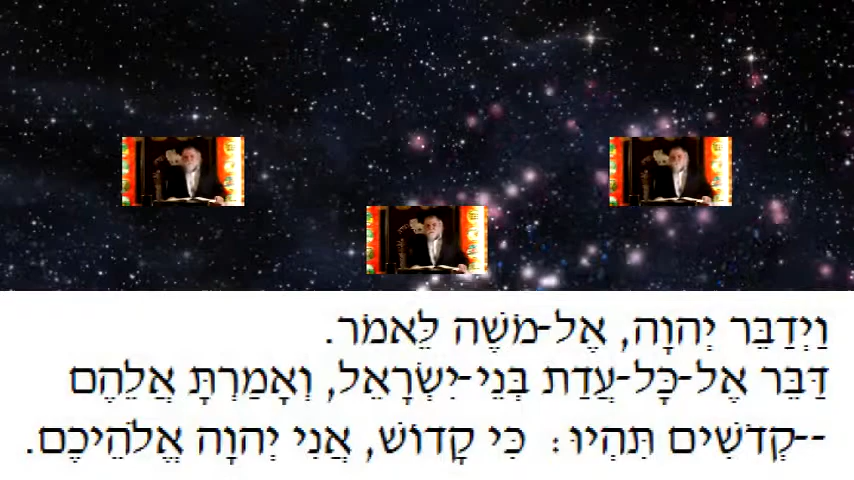 וַיְדַבֵּר יְהוָה, אֶל-מֹשֶׁה לֵּאמֹר.
דַּבֵּר אֶל-כָּל-עֲדַת בְּנֵי-יִשְׂרָאֵל, וְאָמַרְתָּ אֲלֵהֶם
--קְדֹשִׁים תִּהְיוּ: כִּי קָדוֹשׁ, אֲנִי יְהוָה אֱלֹהֵיכֶם.